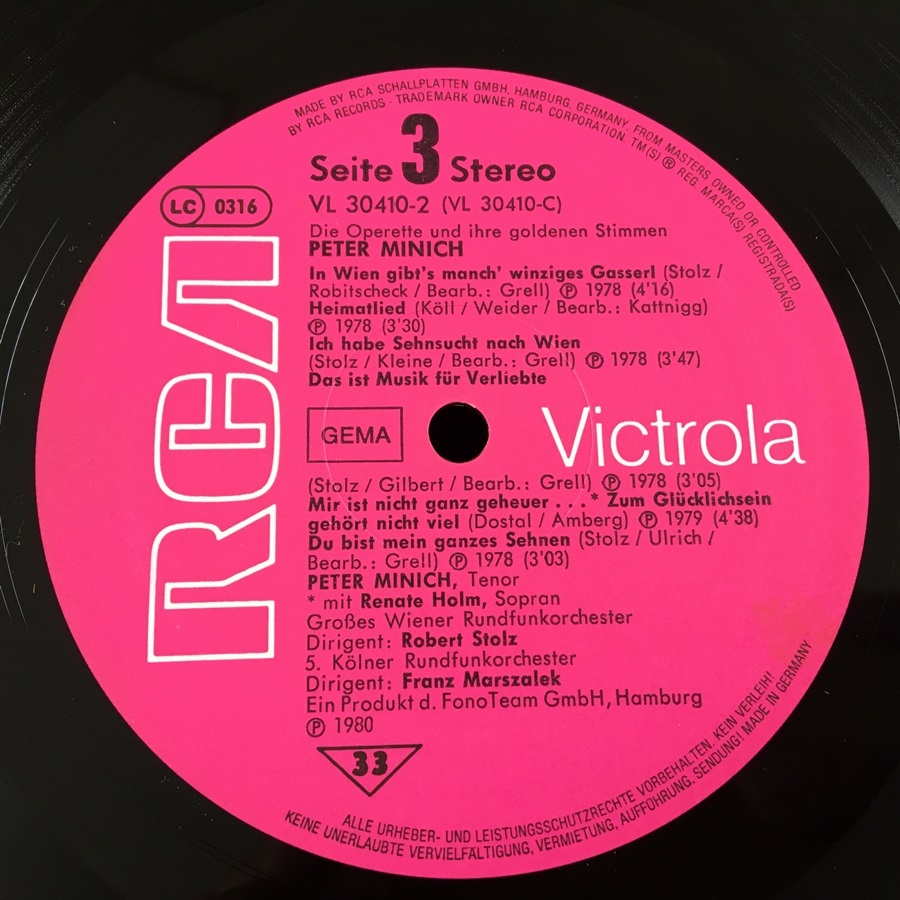 MADE BY RCA SCHALLPLATTEN GMBH, HAMBURG, GERMANY, FROM MASTERS OWNED OR CONTROLLED
BY RCA RECORDS · TRADEMARK OWNER RCA CORPORATION. TM(S) ® REG. MARCA(S) REGISTRADA(S)
Seite 3 Stereo
LC 0316
VL 30410-2 (VL 30410-C)
Die Operette und ihre goldenen Stimmen
PETER MINICH
In Wien gibt's manch' winziges Gasserl (Stolz /
Robitscheck / Bearb.: Grell) Ⓟ 1978 (4'16)
Heimatlied (Köll / Weider / Bearb.: Kattnigg)
Ⓟ 1978 (3'30)
Ich habe Sehnsucht nach Wien
(Stolz / Kleine / Bearb.: Grell) Ⓟ 1978 (3'47)
Das ist Musik für Verliebte
RCA
GEMA
Victrola
(Stolz / Gilbert / Bearb.: Grell) Ⓟ 1978 (3'05)
Mir ist nicht ganz geheuer ...* Zum Glücklichsein
gehört nicht viel (Dostal / Amberg) Ⓟ 1979 (4'38)
Du bist mein ganzes Sehnen (Stolz / Ulrich /
Bearb.: Grell) Ⓟ 1978 (3'03)
PETER MINICH, Tenor
* mit Renate Holm, Sopran
Großes Wiener Rundfunkorchester
Dirigent: Robert Stolz
5. Kölner Rundfunkorchester
Dirigent: Franz Marszalek
Ein Produkt d. FonoTeam GmbH, Hamburg
Ⓟ 1980
33
ALLE URHEBER- UND LEISTUNGSSCHUTZRECHTE VORBEHALTEN. KEIN VERLEIH!
KEINE UNERLAUBTE VERVIELFÄLTIGUNG, VERMIETUNG, AUFFÜHRUNG, SENDUNG! MADE IN GERMANY